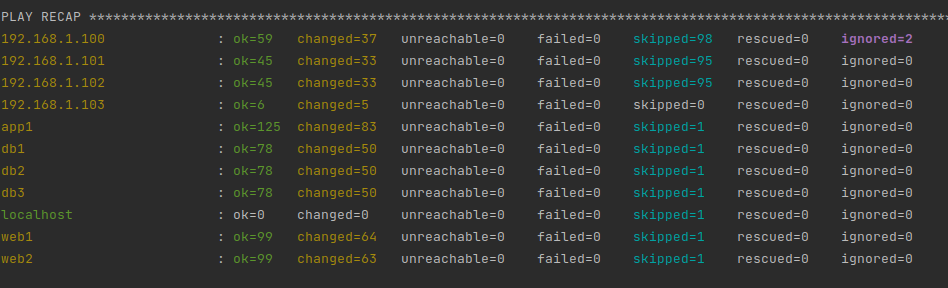 PLAY RECAP ***********************************************************************************************************
192.168.1.100 : ok=59 changed=37 unreachable=0 failed=0 skipped=98 rescued=0 ignored=2
192.168.1.101 : ok=45 changed=33 unreachable=0 failed=0 skipped=95 rescued=0 ignored=0
192.168.1.102 : ok=45 changed=33 unreachable=0 failed=0 skipped=95 rescued=0 ignored=0
192.168.1.103 : ok=6 changed=5 unreachable=0 failed=0 skipped=0 rescued=0 ignored=0
app1 : ok=125 changed=83 unreachable=0 failed=0 skipped=1 rescued=0 ignored=0
db1 : ok=78 changed=50 unreachable=0 failed=0 skipped=1 rescued=0 ignored=0
db2 : ok=78 changed=50 unreachable=0 failed=0 skipped=1 rescued=0 ignored=0
db3 : ok=78 changed=50 unreachable=0 failed=0 skipped=1 rescued=0 ignored=0
localhost : ok=0 changed=0 unreachable=0 failed=0 skipped=1 rescued=0 ignored=0
web1 : ok=99 changed=64 unreachable=0 failed=0 skipped=1 rescued=0 ignored=0
web2 : ok=99 changed=63 unreachable=0 failed=0 skipped=1 rescued=0 ignored=0